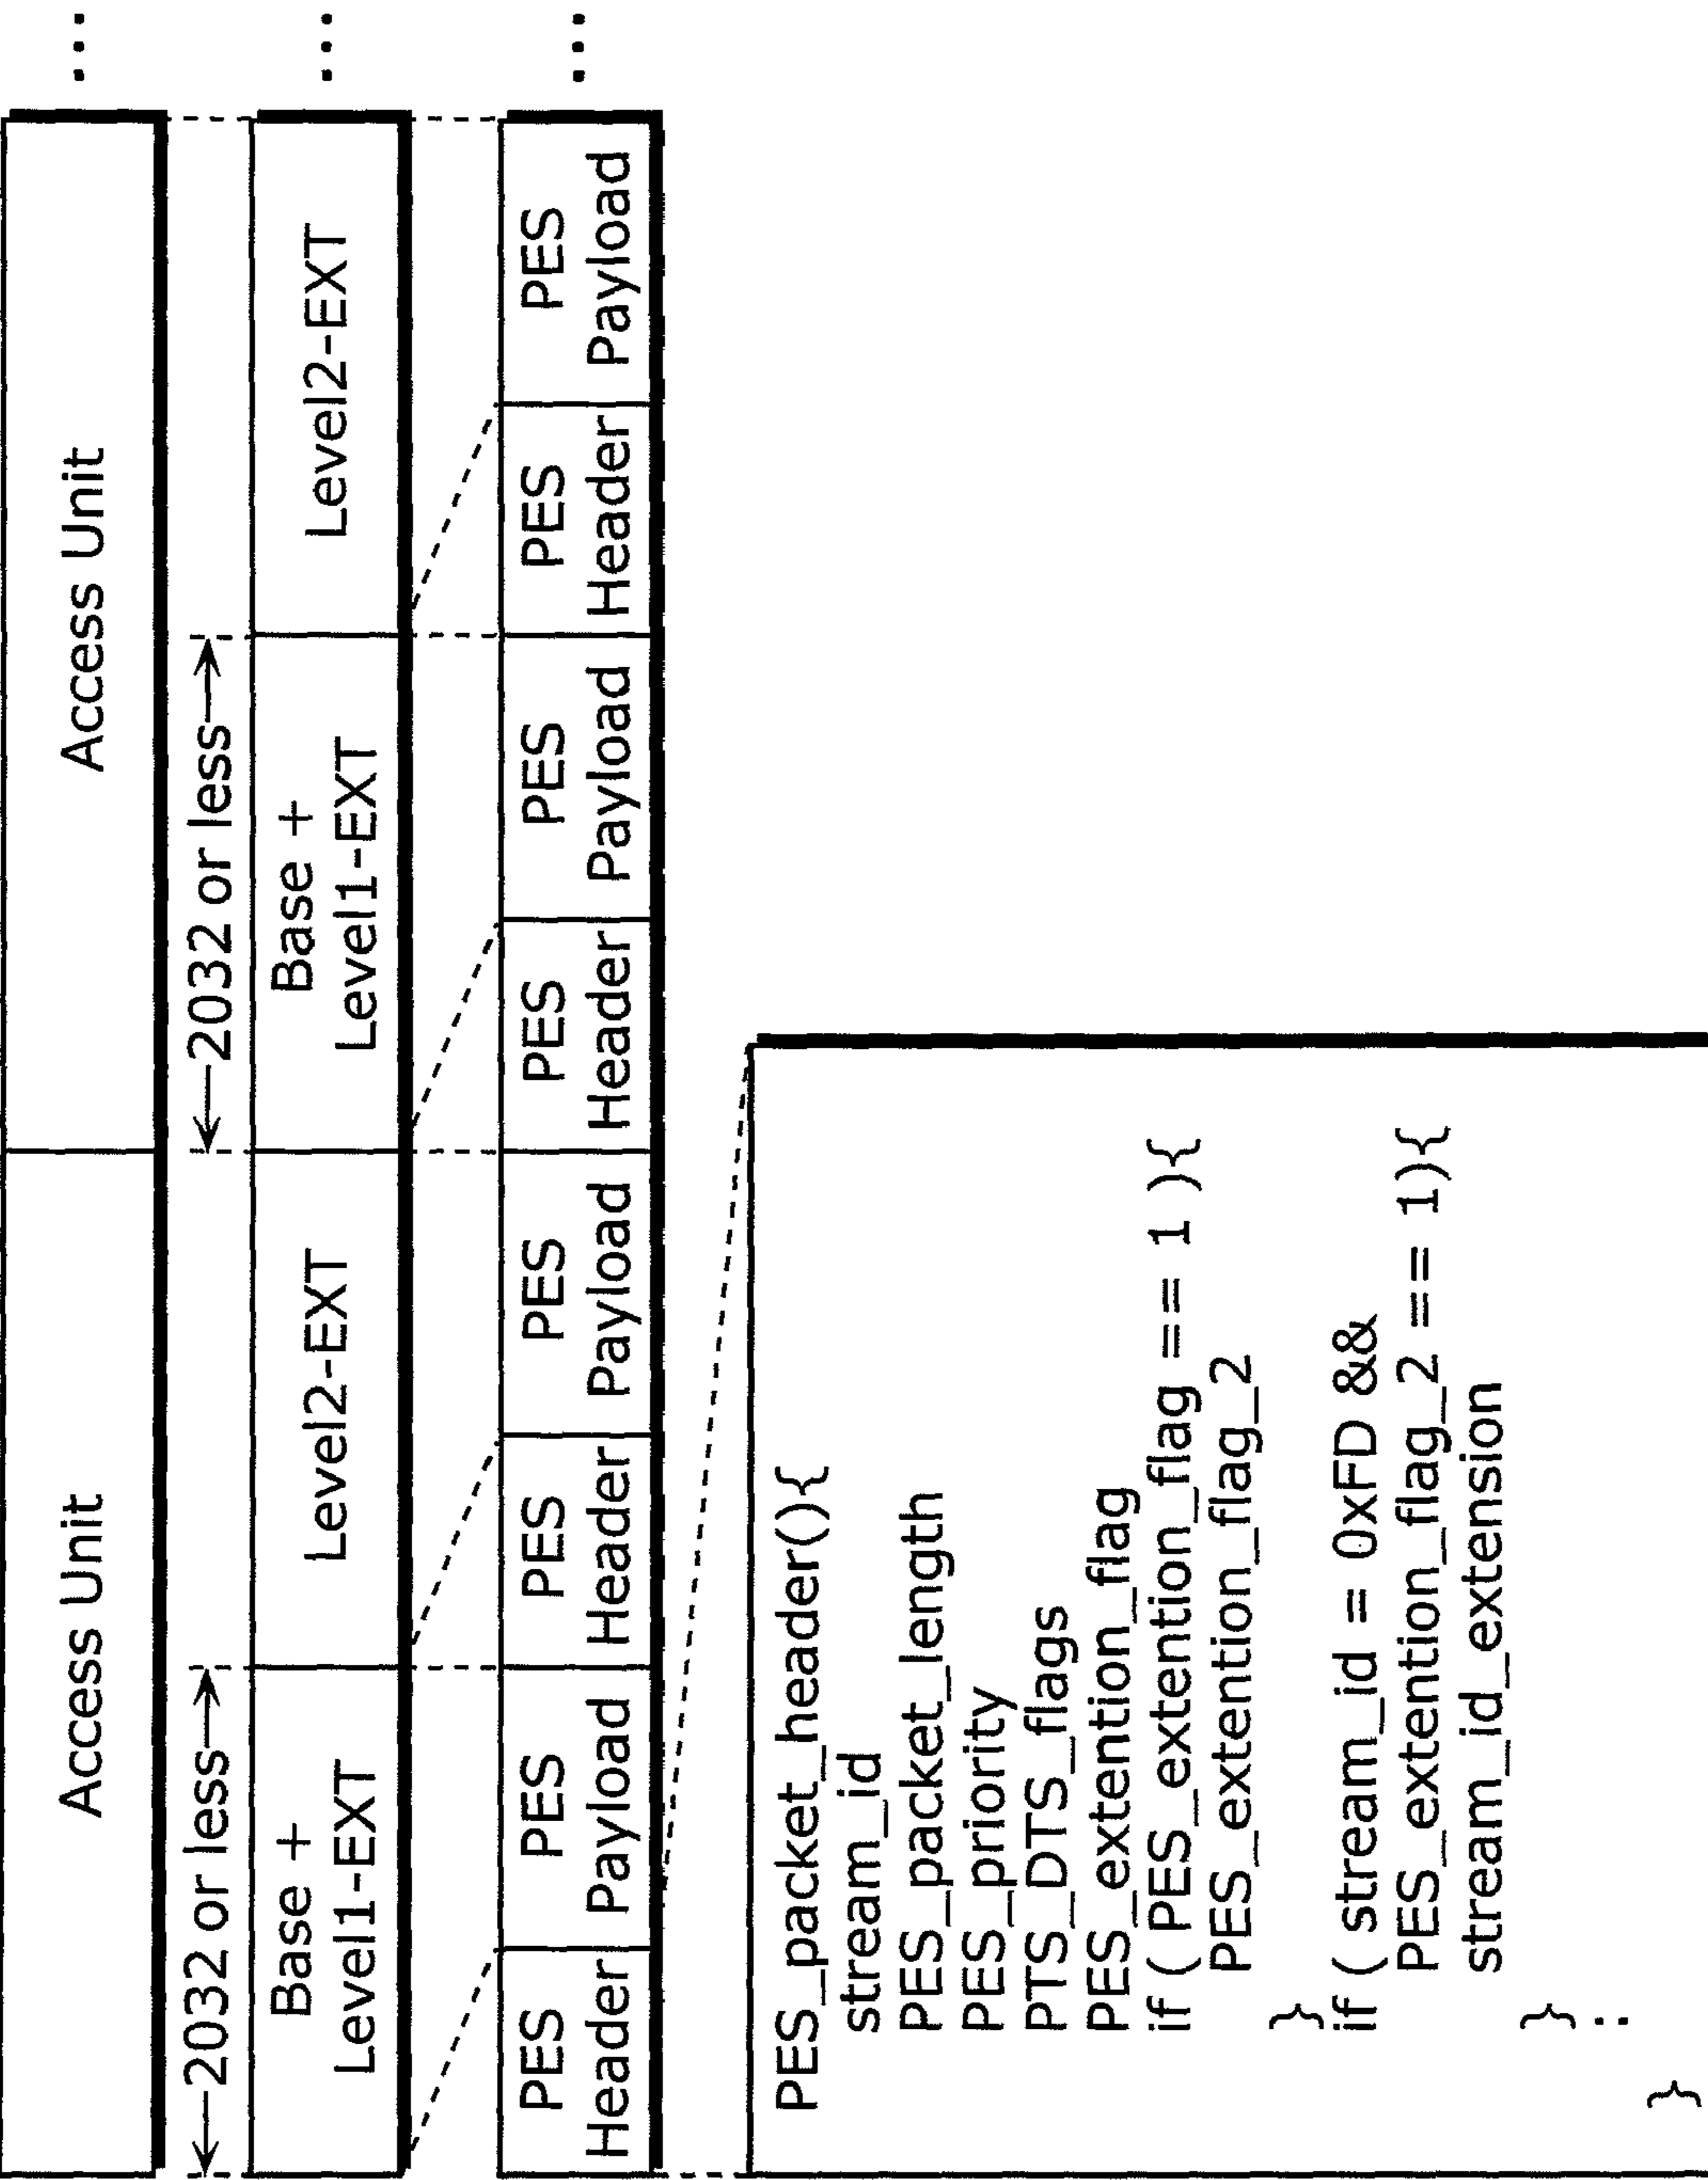 Access Unit
Access Unit
...
2032 or less
2032 or less
Base +
Level1-EXT
Level2-EXT
Base +
Level1-EXT
Level2-EXT
...
PES
Header
PES
Payload
PES
Header
PES
Payload
PES
Header
PES
Payload
PES
Header
PES
Payload
...
PES_packet_header(){
stream_id
PES_packet_length
PES_priority
PTS_DTS_flags
PES_extention_flag
if ( PES_extention_flag == 1 ){
PES_extention_flag_2
}
if ( stream_id = 0xFD &&
PES_extention_flag_2 == 1){
stream_id_extension
}
..
}